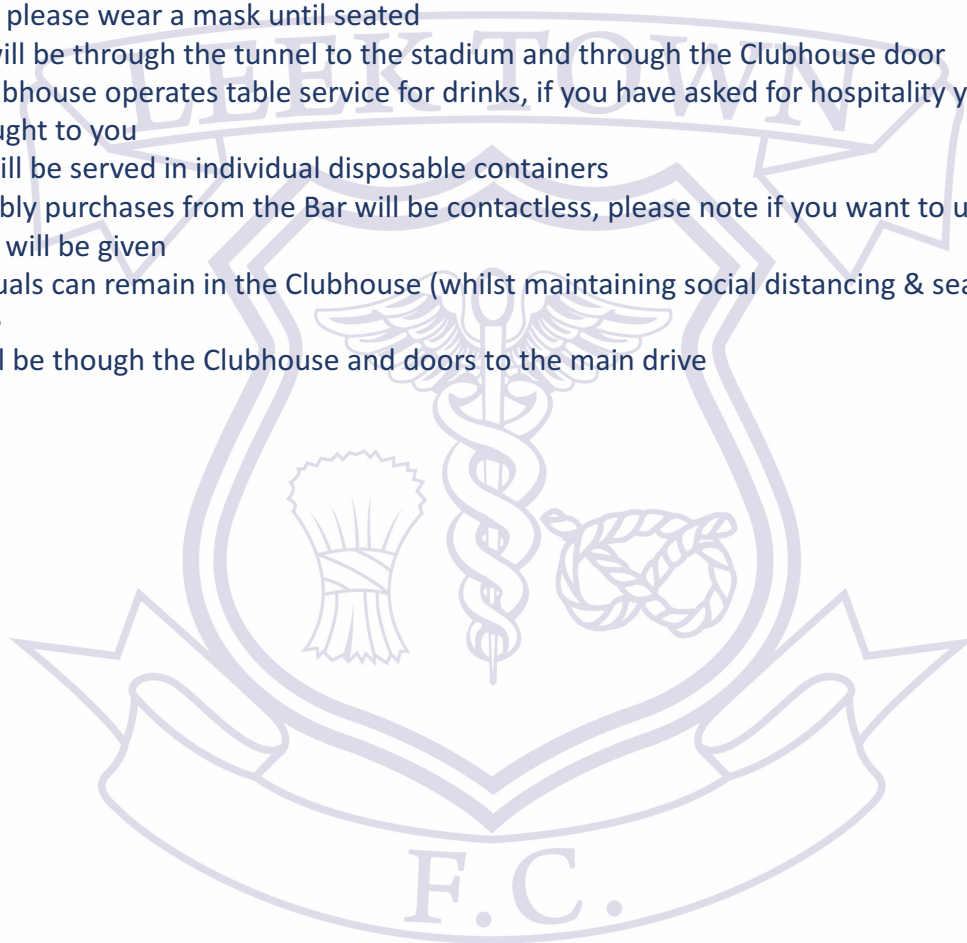 please wear a mask until seated
ill be through the tunnel to the stadium and through the Clubhouse door
bhouse operates table service for drinks, if you have asked for hospitality y
ught to you
ill be served in individual disposable containers
bly purchases from the Bar will be contactless, please note if you want to u
will be given
uals can remain in the Clubhouse (whilst maintaining social distancing & sea
l be though the Clubhouse and doors to the main drive
LEEK TOWN
F.C.